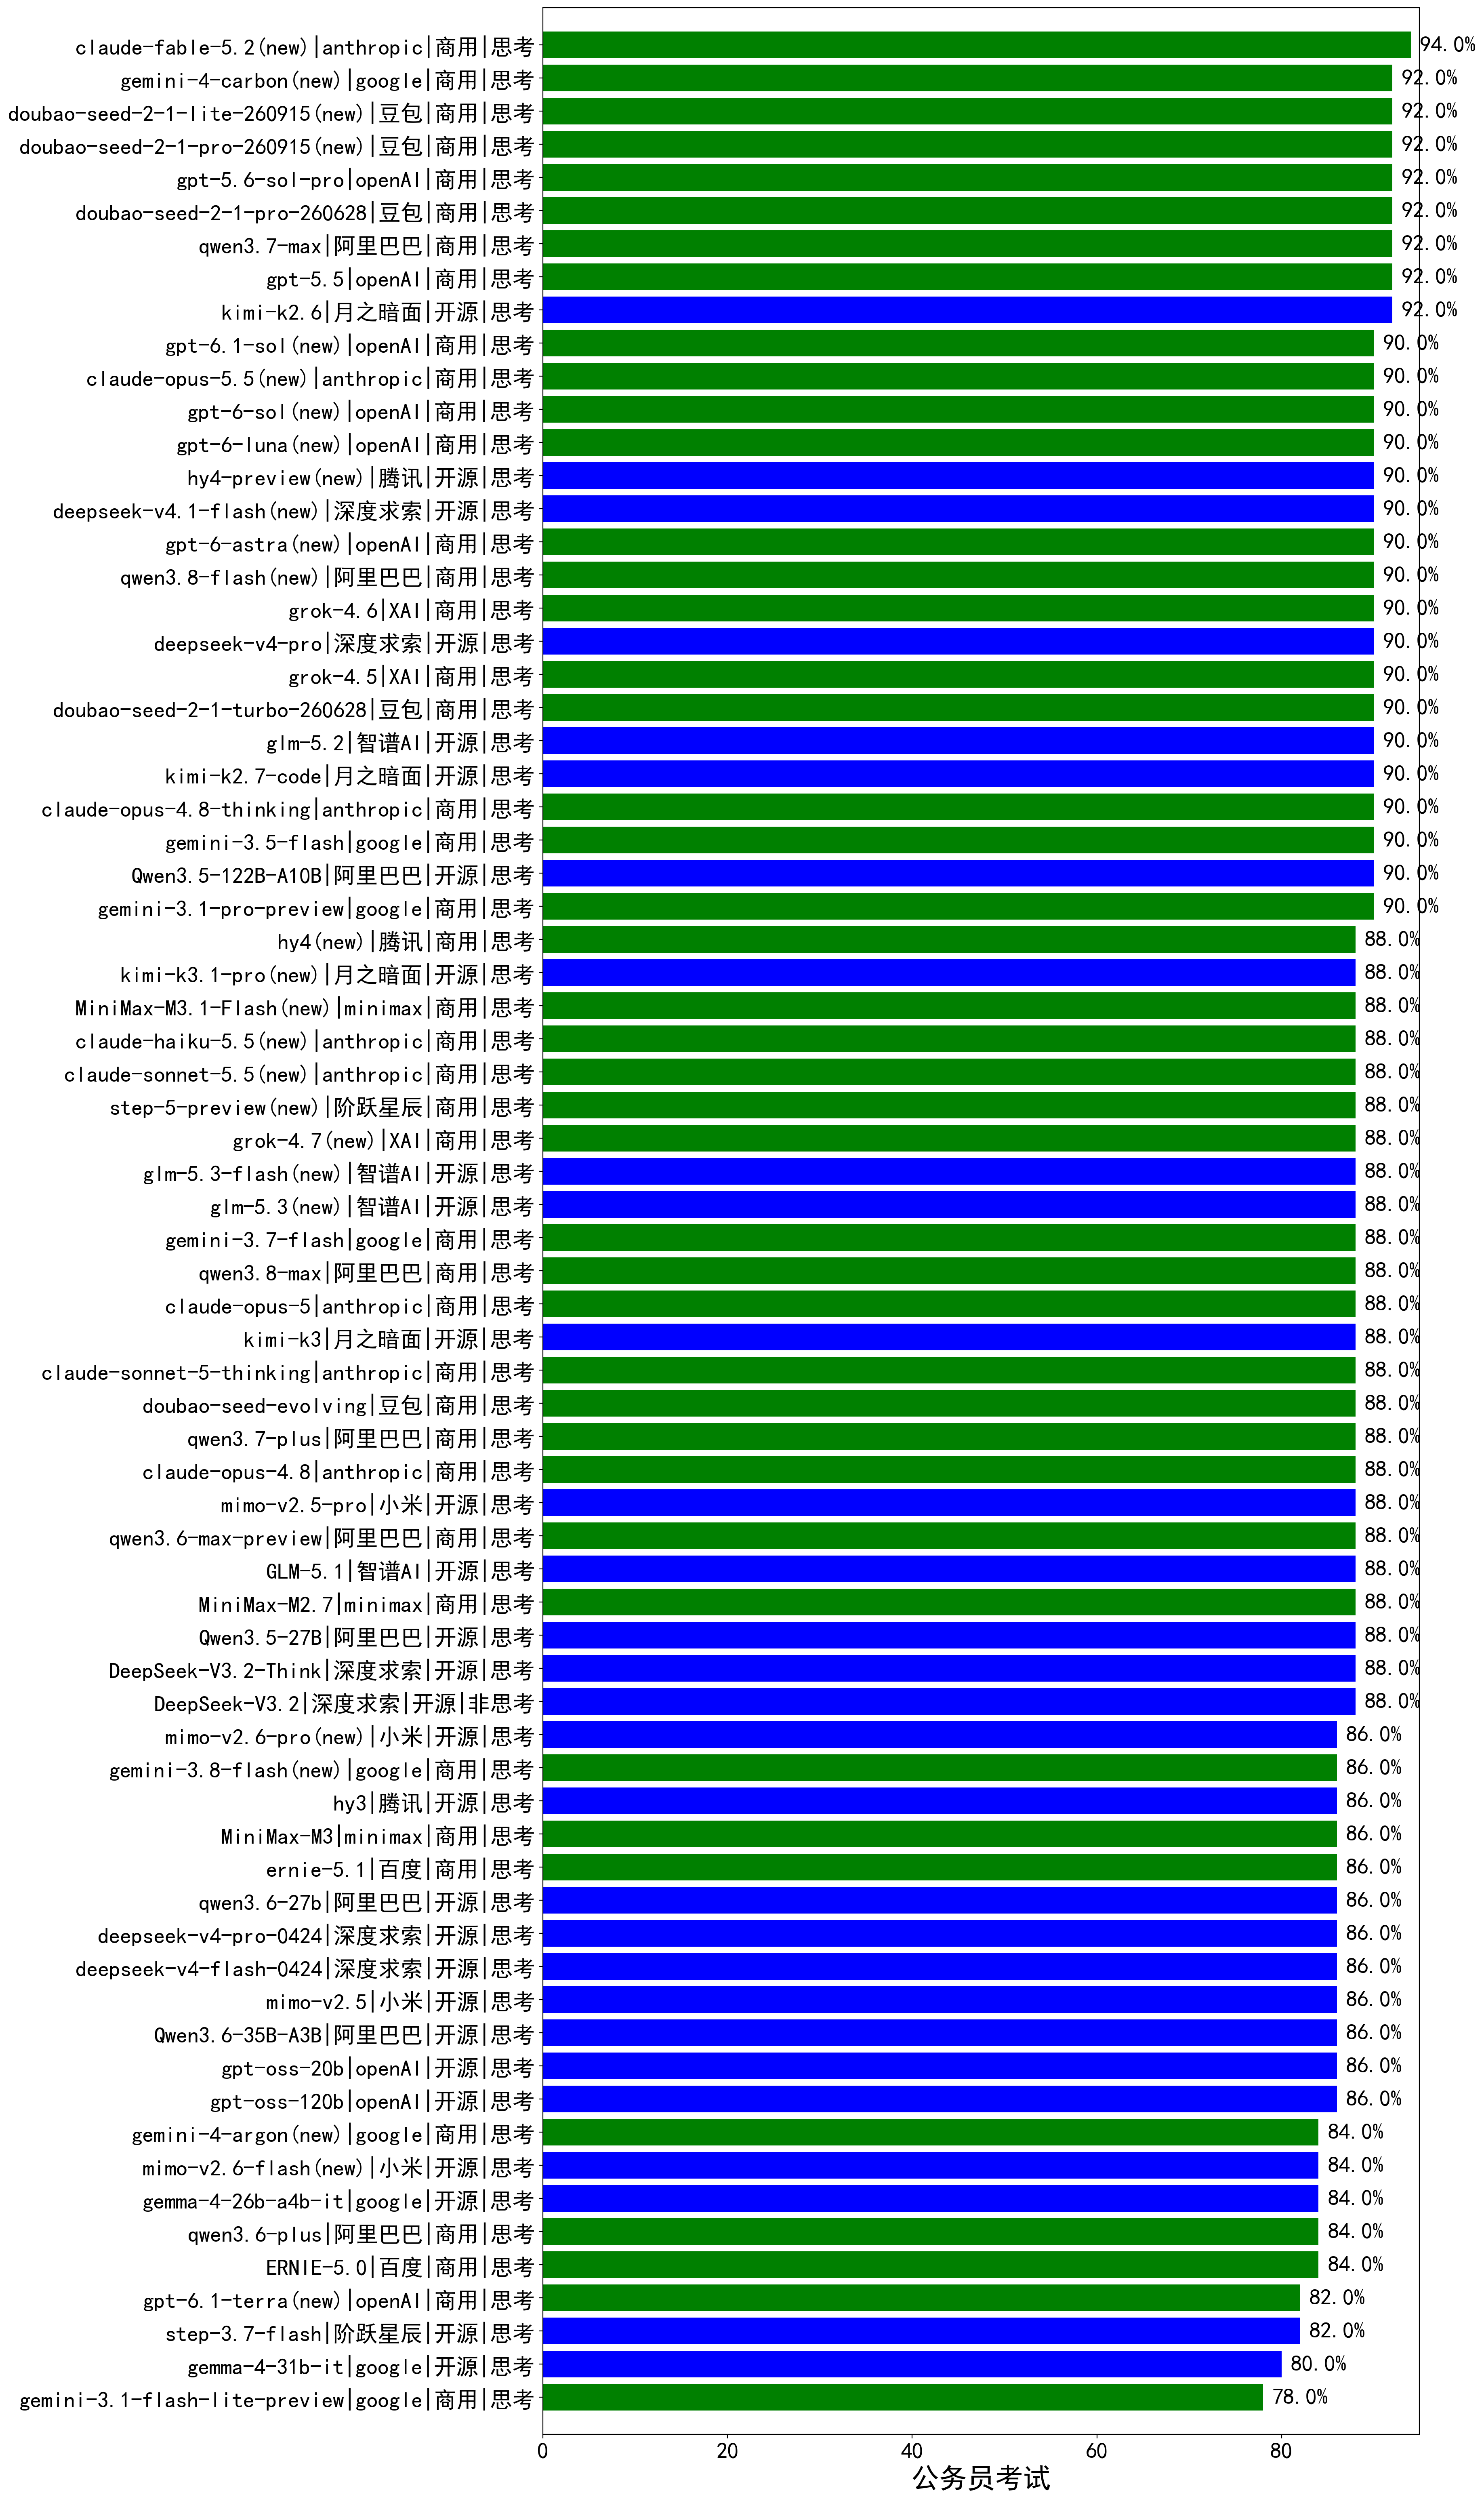 claude-fable-5.2(new)|anthropic|商用|思考 94.0%
gemini-4-carbon(new)|google|商用|思考 92.0%
doubao-seed-2-1-lite-260915(new)|豆包|商用|思考 92.0%
doubao-seed-2-1-pro-260915(new)|豆包|商用|思考 92.0%
gpt-5.6-sol-pro|openAI|商用|思考 92.0%
doubao-seed-2-1-pro-260628|豆包|商用|思考 92.0%
qwen3.7-max|阿里巴巴|商用|思考 92.0%
gpt-5.5|openAI|商用|思考 92.0%
kimi-k2.6|月之暗面|开源|思考 92.0%
gpt-6.1-sol(new)|openAI|商用|思考 90.0%
claude-opus-5.5(new)|anthropic|商用|思考 90.0%
gpt-6-sol(new)|openAI|商用|思考 90.0%
gpt-6-luna(new)|openAI|商用|思考 90.0%
hy4-preview(new)|腾讯|开源|思考 90.0%
deepseek-v4.1-flash(new)|深度求索|开源|思考 90.0%
gpt-6-astra(new)|openAI|商用|思考 90.0%
qwen3.8-flash(new)|阿里巴巴|商用|思考 90.0%
grok-4.6|XAI|商用|思考 90.0%
deepseek-v4-pro|深度求索|开源|思考 90.0%
grok-4.5|XAI|商用|思考 90.0%
doubao-seed-2-1-turbo-260628|豆包|商用|思考 90.0%
glm-5.2|智谱AI|开源|思考 90.0%
kimi-k2.7-code|月之暗面|开源|思考 90.0%
claude-opus-4.8-thinking|anthropic|商用|思考 90.0%
gemini-3.5-flash|google|商用|思考 90.0%
Qwen3.5-122B-A10B|阿里巴巴|开源|思考 90.0%
gemini-3.1-pro-preview|google|商用|思考 90.0%
hy4(new)|腾讯|商用|思考 88.0%
kimi-k3.1-pro(new)|月之暗面|开源|思考 88.0%
MiniMax-M3.1-Flash(new)|minimax|商用|思考 88.0%
claude-haiku-5.5(new)|anthropic|商用|思考 88.0%
claude-sonnet-5.5(new)|anthropic|商用|思考 88.0%
step-5-preview(new)|阶跃星辰|商用|思考 88.0%
grok-4.7(new)|XAI|商用|思考 88.0%
glm-5.3-flash(new)|智谱AI|开源|思考 88.0%
glm-5.3(new)|智谱AI|开源|思考 88.0%
gemini-3.7-flash|google|商用|思考 88.0%
qwen3.8-max|阿里巴巴|商用|思考 88.0%
claude-opus-5|anthropic|商用|思考 88.0%
kimi-k3|月之暗面|开源|思考 88.0%
claude-sonnet-5-thinking|anthropic|商用|思考 88.0%
doubao-seed-evolving|豆包|商用|思考 88.0%
qwen3.7-plus|阿里巴巴|商用|思考 88.0%
claude-opus-4.8|anthropic|商用|思考 88.0%
mimo-v2.5-pro|小米|开源|思考 88.0%
qwen3.6-max-preview|阿里巴巴|商用|思考 88.0%
GLM-5.1|智谱AI|开源|思考 88.0%
MiniMax-M2.7|minimax|商用|思考 88.0%
Qwen3.5-27B|阿里巴巴|开源|思考 88.0%
DeepSeek-V3.2-Think|深度求索|开源|思考 88.0%
DeepSeek-V3.2|深度求索|开源|非思考 88.0%
mimo-v2.6-pro(new)|小米|开源|思考 86.0%
gemini-3.8-flash(new)|google|商用|思考 86.0%
hy3|腾讯|开源|思考 86.0%
MiniMax-M3|minimax|商用|思考 86.0%
ernie-5.1|百度|商用|思考 86.0%
qwen3.6-27b|阿里巴巴|开源|思考 86.0%
deepseek-v4-pro-0424|深度求索|开源|思考 86.0%
deepseek-v4-flash-0424|深度求索|开源|思考 86.0%
mimo-v2.5|小米|开源|思考 86.0%
Qwen3.6-35B-A3B|阿里巴巴|开源|思考 86.0%
gpt-oss-20b|openAI|开源|思考 86.0%
gpt-oss-120b|openAI|开源|思考 86.0%
gemini-4-argon(new)|google|商用|思考 84.0%
mimo-v2.6-flash(new)|小米|开源|思考 84.0%
gemma-4-26b-a4b-it|google|开源|思考 84.0%
qwen3.6-plus|阿里巴巴|商用|思考 84.0%
ERNIE-5.0|百度|商用|思考 84.0%
gpt-6.1-terra(new)|openAI|商用|思考 82.0%
step-3.7-flash|阶跃星辰|开源|思考 82.0%
gemma-4-31b-it|google|开源|思考 80.0%
gemini-3.1-flash-lite-preview|google|商用|思考 78.0%
0 20 40 60 80
公务员考试